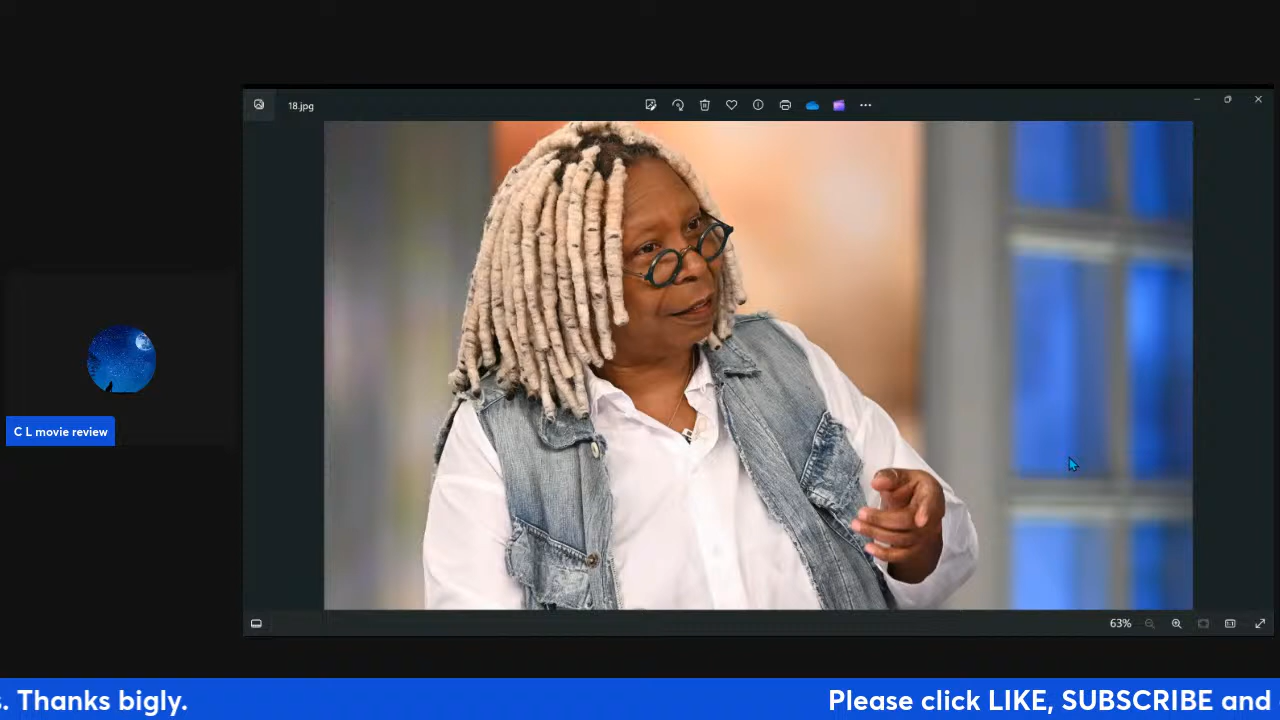 18.jpg
C L movie review
63%
s. Thanks bigly.
Please click LIKE, SUBSCRIBE and